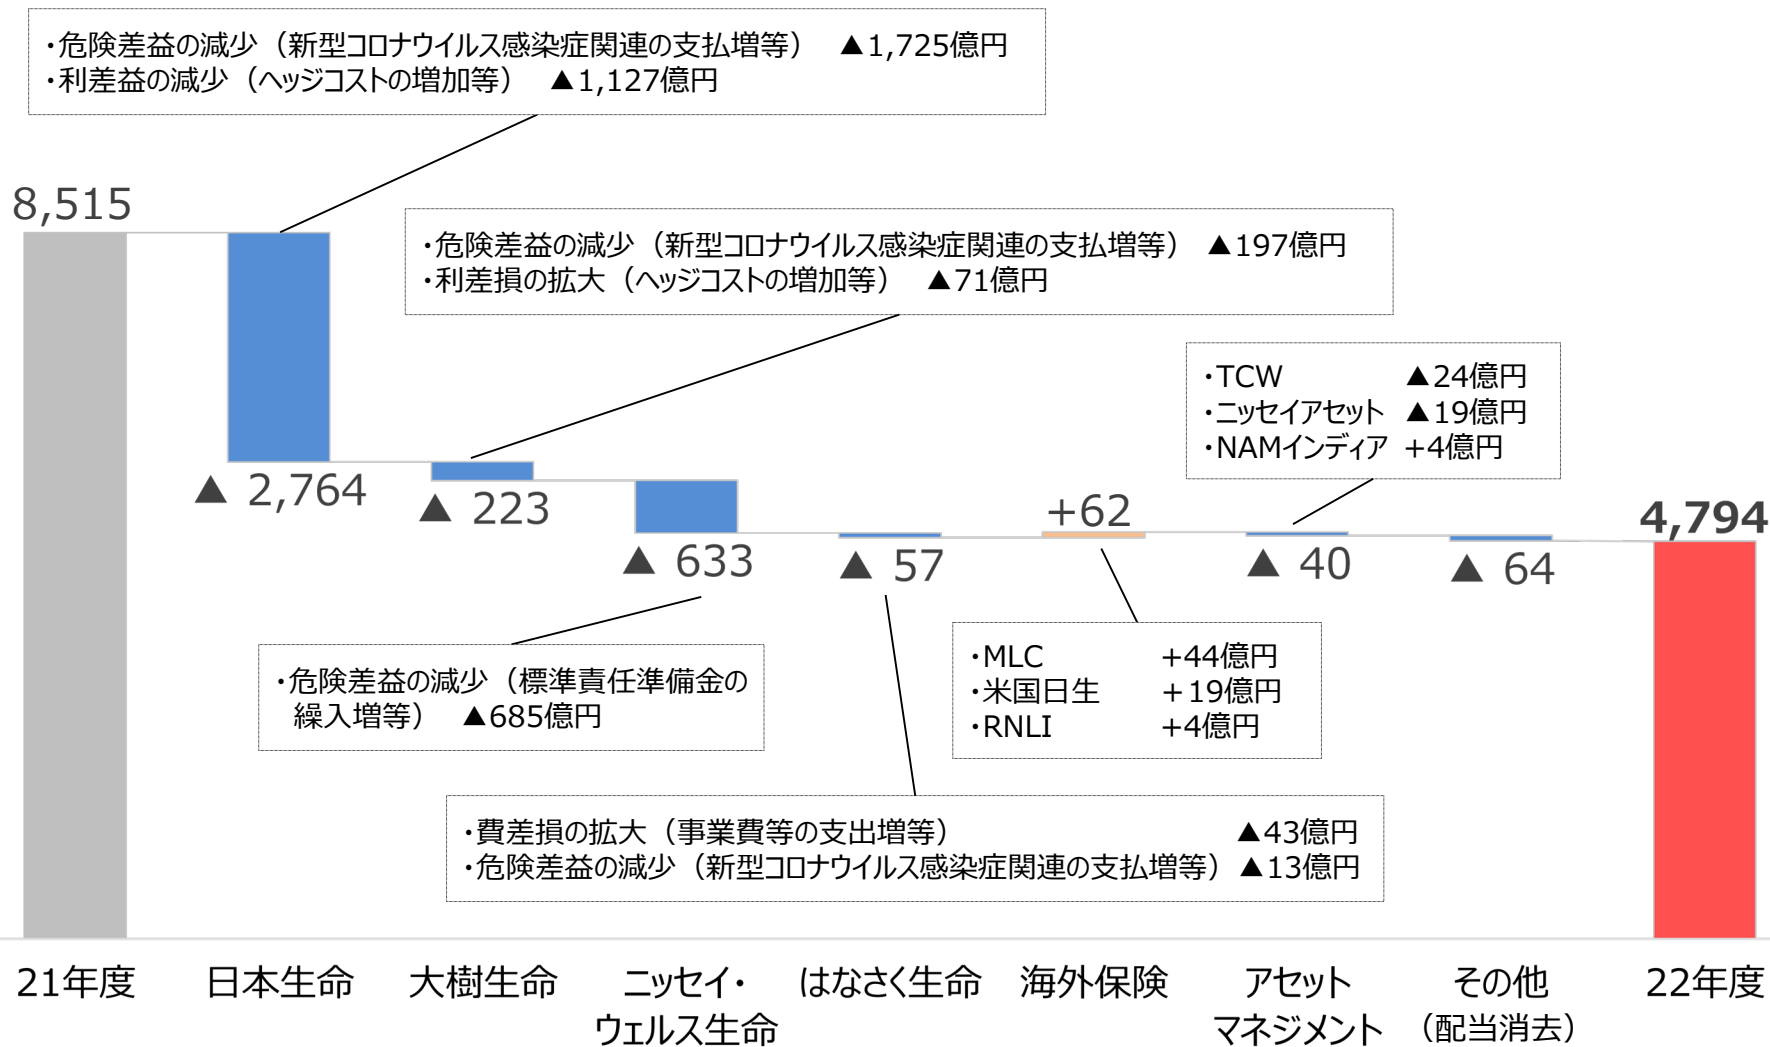 ・危険差益の減少（新型コロナウイルス感染症関連の支払増等） ▲1,725億円
・利差益の減少（ヘッジコストの増加等） ▲1,127億円
8,515
・危険差益の減少（新型コロナウイルス感染症関連の支払増等） ▲197億円
・利差損の拡大（ヘッジコストの増加等） ▲71億円
・TCW ▲24億円
・ニッセイアセット ▲19億円
・NAMインディア +4億円
▲ 2,764
▲ 223
▲ 633
▲ 57
+62
▲ 40
▲ 64
4,794
・危険差益の減少（標準責任準備金の
繰入増等） ▲685億円
・MLC +44億円
・米国日生 +19億円
・RNLI +4億円
・費差損の拡大（事業費等の支出増等） ▲43億円
・危険差益の減少（新型コロナウイルス感染症関連の支払増等） ▲13億円
21年度
日本生命
大樹生命
ニッセイ・
ウェルス生命
はなさく生命
海外保険
アセット
マネジメント
その他
（配当消去）
22年度